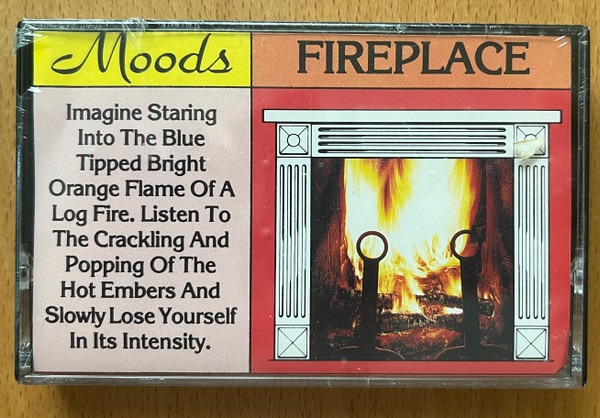 Moods
FIREPLACE
Imagine Staring
Into The Blue
Tipped Bright
Orange Flame Of A
Log Fire. Listen To
The Crackling And
Popping Of The
Hot Embers And
Slowly Lose Yourself
In Its Intensity.